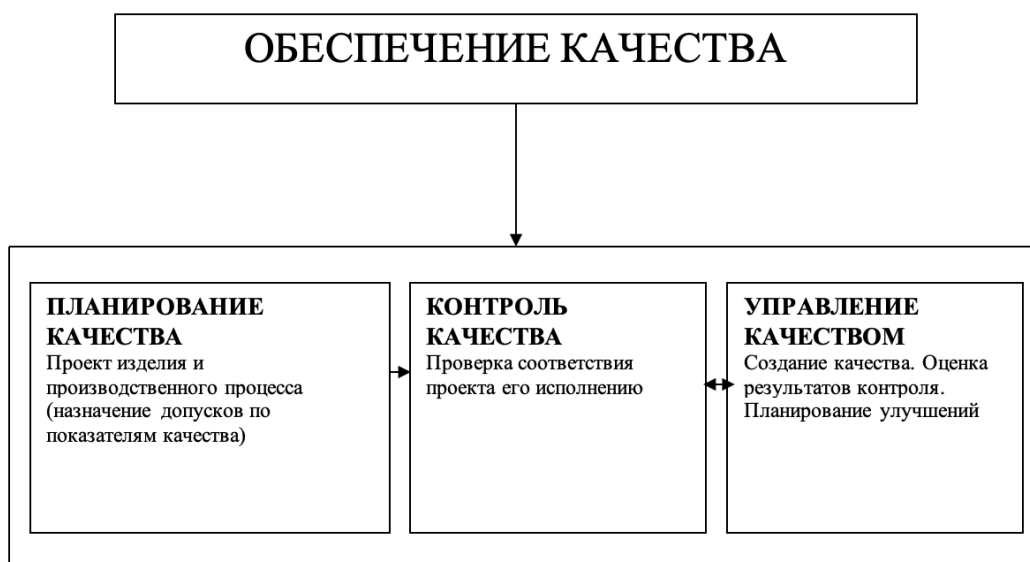 ОБЕСПЕЧЕНИЕ КАЧЕСТВА
ПЛАНИРОВАНИЕ
КАЧЕСТВА
Проект изделия и
производственного процесса
(назначение допусков по
показателям качества)
КОНТРОЛЬ
КАЧЕСТВА
Проверка соответствия
проекта его исполнению
УПРАВЛЕНИЕ
КАЧЕСТВОМ
Создание качества. Оценка
результатов контроля.
Планирование улучшений